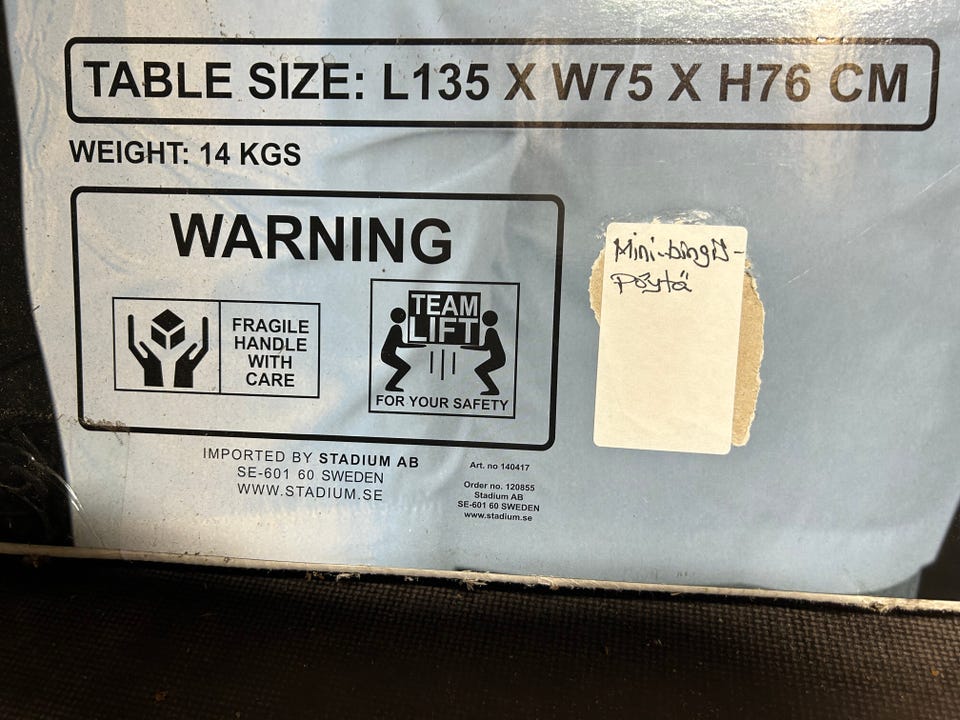 TABLE SIZE: L135 X W75 X H76 CM
WEIGHT: 14 KGS
WARNING
FRAGILE
HANDLE
WITH
CARE
TEAM
LIFT
FOR YOUR SAFETY
Mini-bingis-
Pöytä
IMPORTED BY STADIUM AB
SE-601 60 SWEDEN
WWW.STADIUM.SE
Art. no 140417
Order no. 120855
Stadium AB
SE-601 60 SWEDEN
www.stadium.se